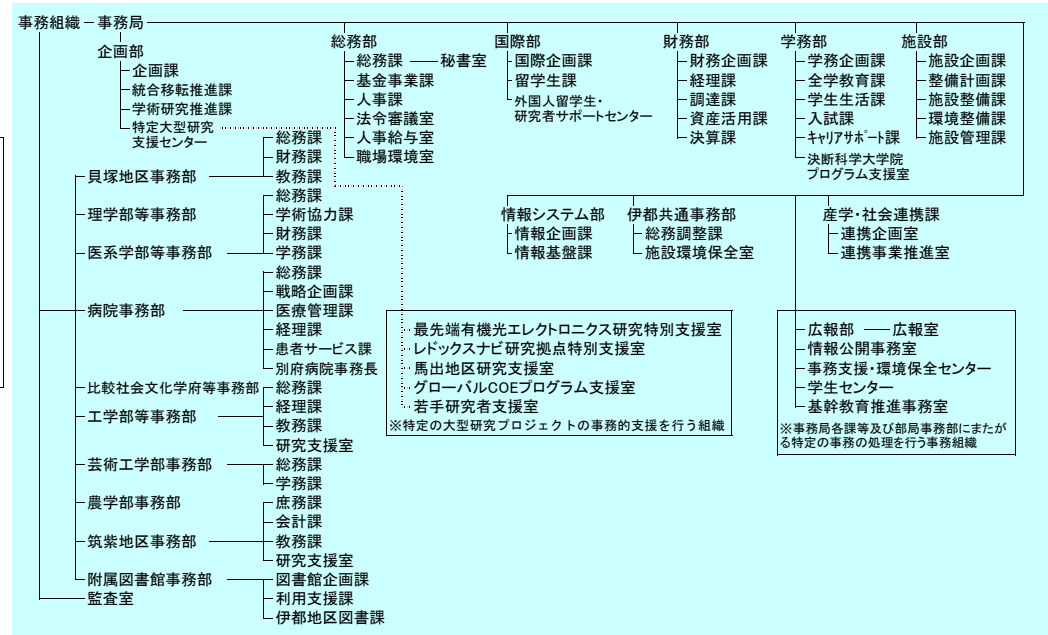 事務組織 事務局
企画部
企画課
統合移転推進課
学術研究推進課
特定大型研究
支援センター
総務部
総務課 秘書室
基金事業課
人事課
法令審議室
人事給与室
職場環境室
国際部
国際企画課
留学生課
外国人留学生・
研究者サポートセンター
財務部
財務企画課
経理課
調達課
資産活用課
決算課
学務部
学務企画課
全学教育課
学生生活課
入試課
キャリアサポート課
決断科学大学院
プログラム支援室
施設部
施設企画課
整備計画課
施設整備課
環境整備課
施設管理課
情報システム部
情報企画課
情報基盤課
伊都共通事務部
総務調整課
施設環境保全室
産学・社会連携課
連携企画室
連携事業推進室
貝塚地区事務部
総務課
財務課
教務課
理学部等事務部
医系学部等事務部
総務課
学術協力課
財務課
学務課
病院事務部
総務課
戦略企画課
医療管理課
経理課
患者サービス課
別府病院事務長
比較社会文化学府等事務部
工学部等事務部
総務課
経理課
教務課
研究支援室
芸術工学部事務部
総務課
学務課
農学部事務部
筑紫地区事務部
庶務課
会計課
教務課
研究支援室
附属図書館事務部
図書館企画課
利用支援課
伊都地区図書課
監査室
最先端有機光エレクトロニクス研究特別支援室
レドックスナビ研究拠点特別支援室
馬出地区研究支援室
グローバルCOEプログラム支援室
若手研究者支援室
※特定の大型研究プロジェクトの事務的支援を行う組織
広報部 広報室
情報公開事務室
事務支援・環境保全センター
学生センター
基幹教育推進事務室
※事務局各課等及び部局事務部にまたが
る特定の事務の処理を行う事務組織